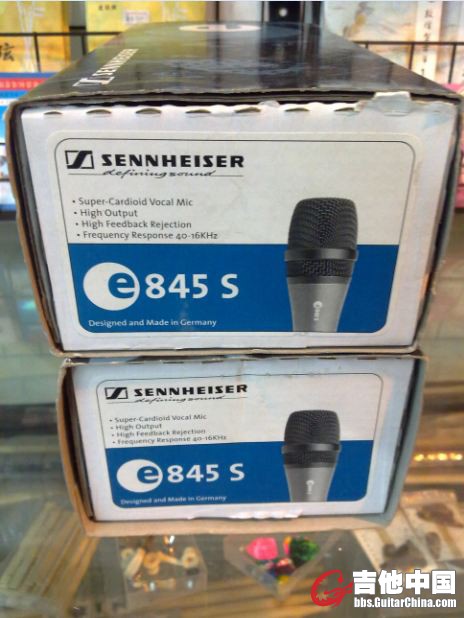 SENNHEISER
SENNHEISER
defining sound
• Super-Cardioid Vocal Mic
• High Output
• High Feedback Rejection
• Frequency Response 40-16KHz
e845 S
Designed and Made in Germany
SENNHEISER
defining sound
• Super-Cardioid Vocal Mic
• High Output
• High Feedback Rejection
• Frequency Response 40-16KHz
e845 S
Designed and Made in Germany
吉他中国
bbs.GuitarChina.com